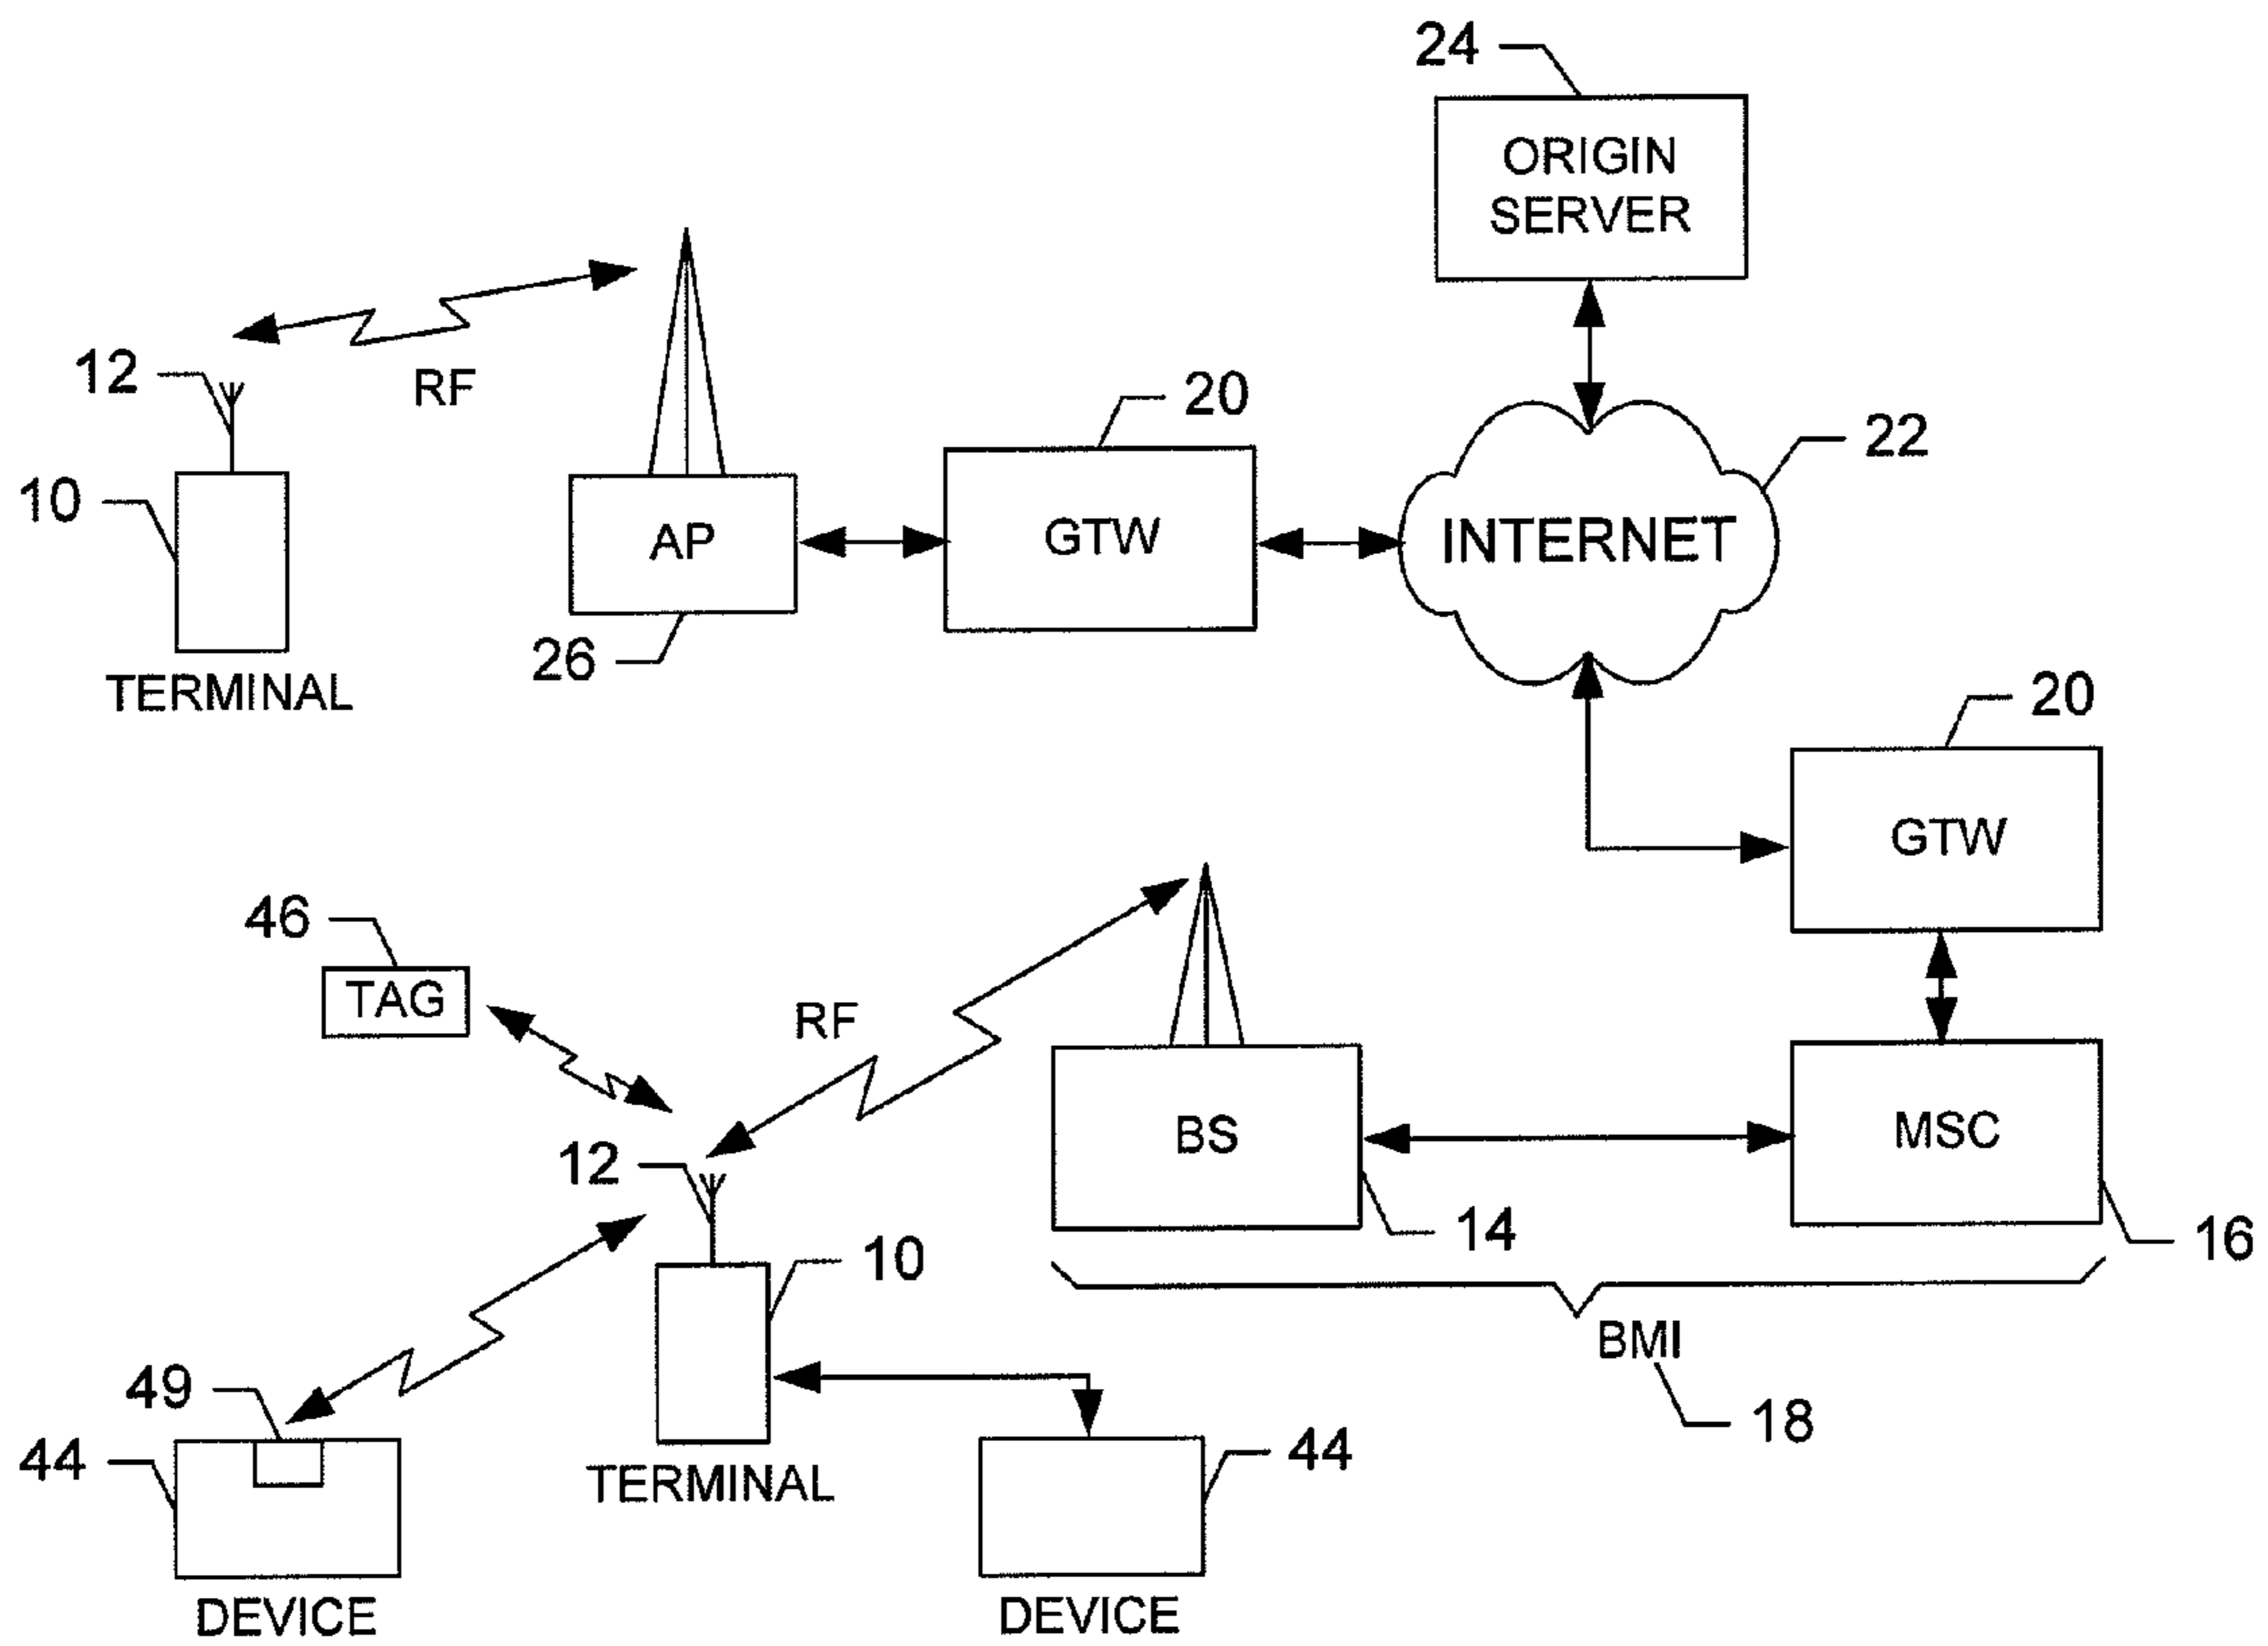 24
ORIGIN
SERVER
12
RF
20
22
10
AP
GTW
INTERNET
26
TERMINAL
20
GTW
46
TAG
RF
BS
MSC
12
14
16
10
BMI
49
18
44
44
TERMINAL
DEVICE
DEVICE